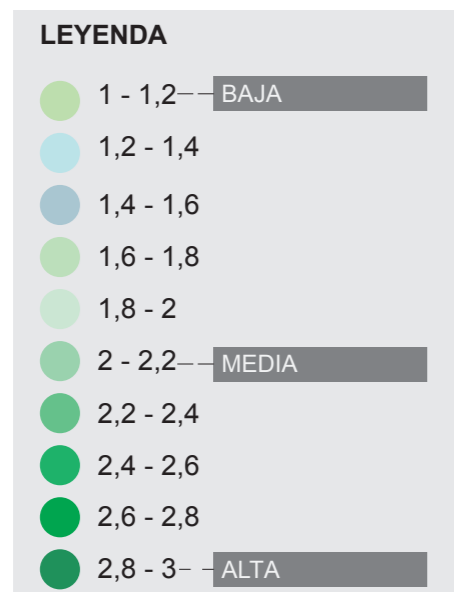 LEYENDA
1 - 1,2 BAJA
1,2 - 1,4
1,4 - 1,6
1,6 - 1,8
1,8 - 2
2 - 2,2 MEDIA
2,2 - 2,4
2,4 - 2,6
2,6 - 2,8
2,8 - 3 ALTA